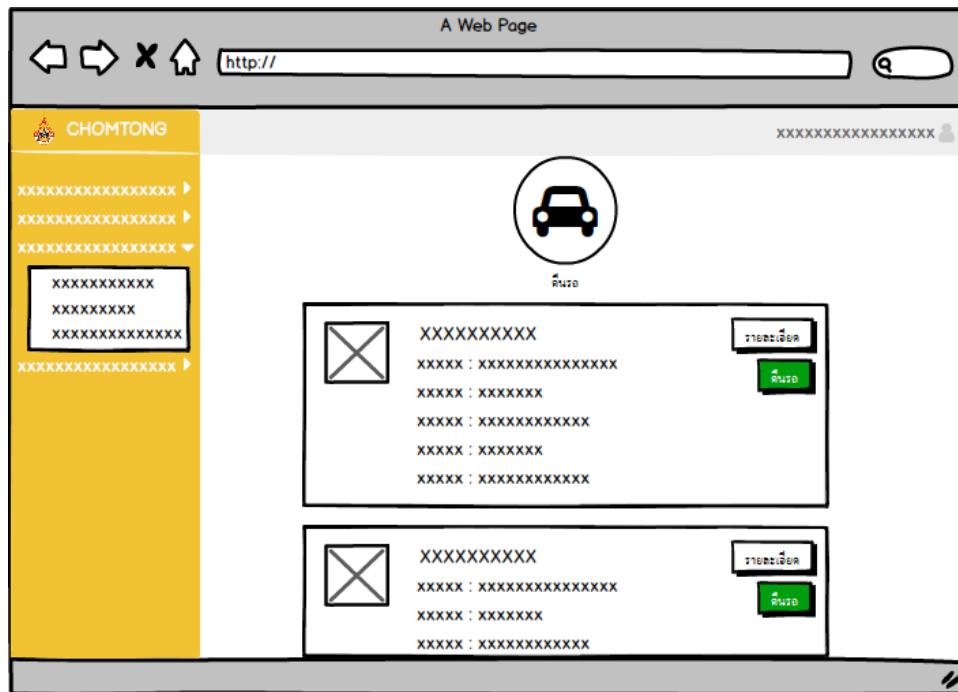 A Web Page
http://
CHOMTONG
xxxxxxxxxxxxxxxxx
xxxxxxxxxxxxxxxxx
xxxxxxxxxxxxxxxxx
xxxxxxxxxxxxxxxxx
xxxxxxxxxxx
xxxxxxxxx
xxxxxxxxxxxxxx
xxxxxxxxxxxxxxxxx
คืนรถ
XXXXXXXXXX
xxxxx : xxxxxxxxxxxxxxx
xxxxx : xxxxxxx
xxxxx : xxxxxxxxxxxx
xxxxx : xxxxxxx
xxxxx : xxxxxxxxxxxx
รายละเอียด
คืนรถ
XXXXXXXXXX
xxxxx : xxxxxxxxxxxxxxx
xxxxx : xxxxxxx
xxxxx : xxxxxxxxxxxx
รายละเอียด
คืนรถ